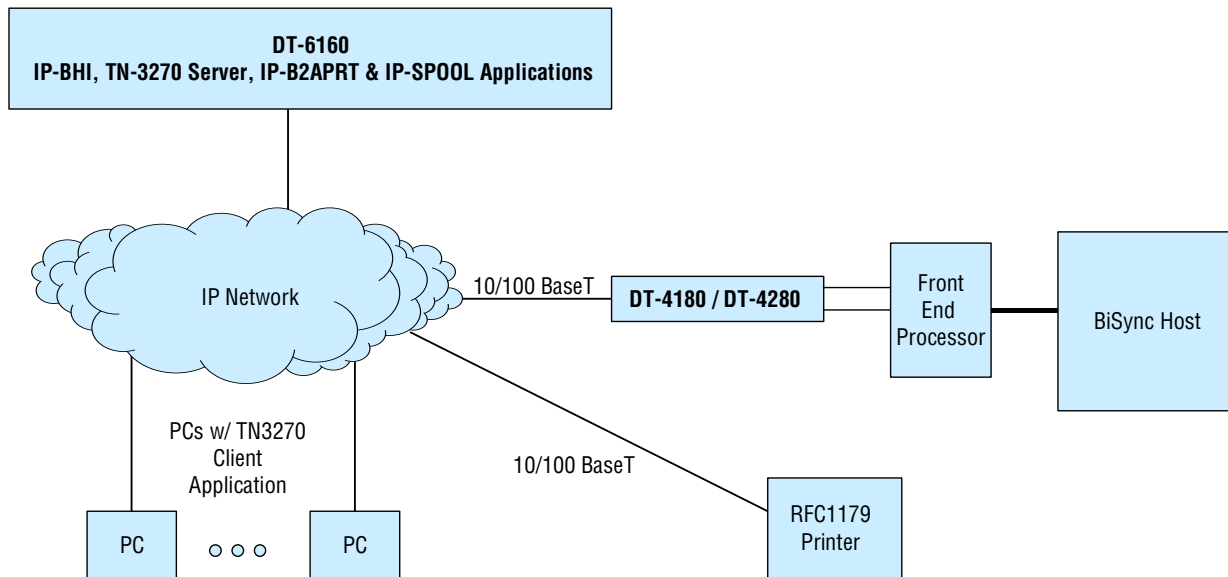 DT-6160
IP-BHI, TN-3270 Server, IP-B2APRT & IP-SPOOL Applications
IP Network
10/100 BaseT
DT-4180 / DT-4280
Front
End
Processor
BiSync Host
PCs w/ TN3270
Client
Application
10/100 BaseT
PC
PC
RFC1179
Printer